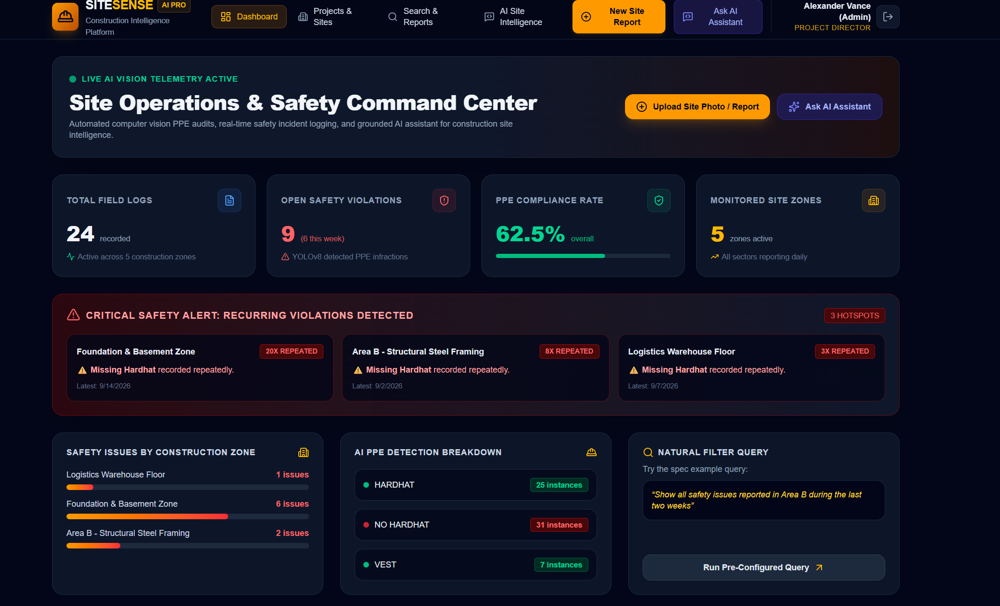 SITESENSE AI PRO
Construction Intelligence
Platform
Dashboard
Projects &
Sites
Search &
Reports
AI Site
Intelligence
New Site
Report
Ask AI
Assistant
Alexander Vance
(Admin)
PROJECT DIRECTOR
LIVE AI VISION TELEMETRY ACTIVE
Site Operations & Safety Command Center
Automated computer vision PPE audits, real-time safety incident logging, and grounded AI assistant for construction site
intelligence.
Upload Site Photo / Report
Ask AI Assistant
TOTAL FIELD LOGS
24 recorded
Active across 5 construction zones
OPEN SAFETY VIOLATIONS
9 (6 this week)
YOLOv8 detected PPE infractions
PPE COMPLIANCE RATE
62.5% overall
MONITORED SITE ZONES
5 zones active
All sectors reporting daily
CRITICAL SAFETY ALERT: RECURRING VIOLATIONS DETECTED
3 HOTSPOTS
Foundation & Basement Zone
20X REPEATED
Missing Hardhat recorded repeatedly.
Latest: 9/14/2026
Area B - Structural Steel Framing
8X REPEATED
Missing Hardhat recorded repeatedly.
Latest: 9/2/2026
Logistics Warehouse Floor
3X REPEATED
Missing Hardhat recorded repeatedly.
Latest: 9/7/2026
SAFETY ISSUES BY CONSTRUCTION ZONE
Logistics Warehouse Floor 1 issues
Foundation & Basement Zone 6 issues
Area B - Structural Steel Framing 2 issues
AI PPE DETECTION BREAKDOWN
HARDHAT 25 instances
NO HARDHAT 31 instances
VEST 7 instances
NATURAL FILTER QUERY
Try the spec example query:
“Show all safety issues reported in Area B during the last
two weeks”
Run Pre-Configured Query